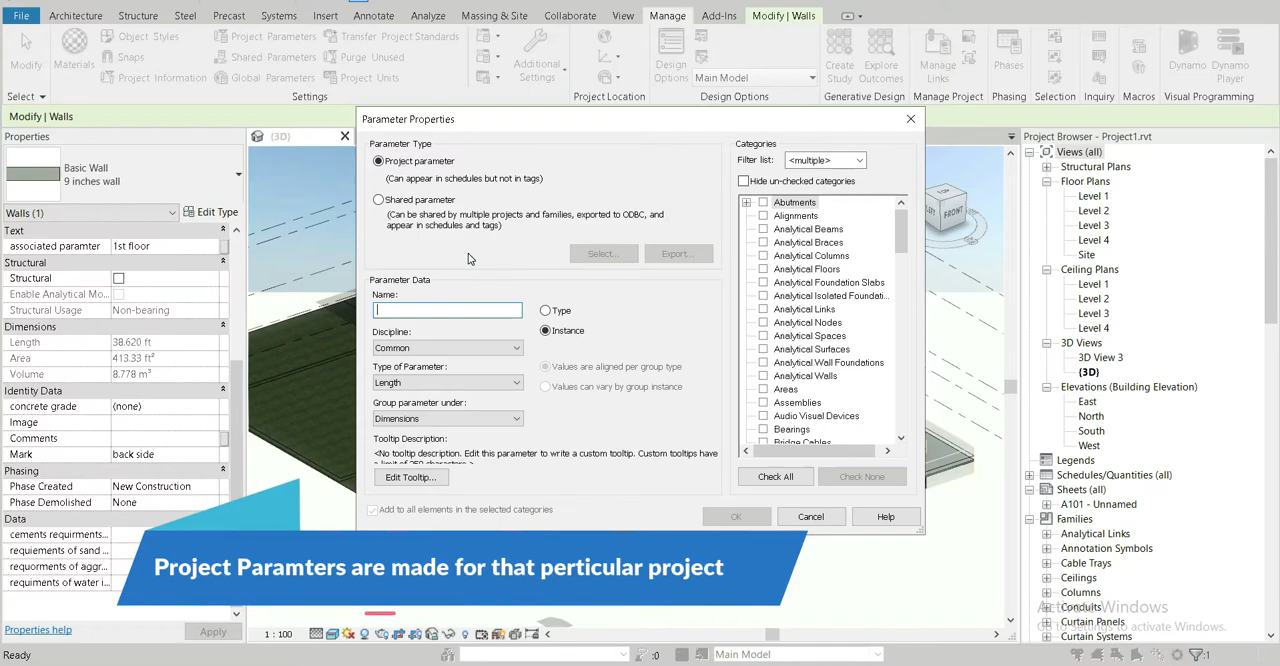 File Architecture Structure Steel Precast Systems Insert Annotate Analyze Massing & Site Collaborate View Manage Add-Ins Modify | Walls
Object Styles Project Parameters Transfer Project Standards
Snaps Shared Parameters Purge Unused
Project Information Global Parameters Project Units
Modify Materials Additional Settings Design Options Main Model Create Study Explore Outcomes Manage Links Phases Dynamo Dynamo Player
Select Settings Project Location Design Options Generative Design Manage Project Phasing Selection Inquiry Macros Visual Programming
Modify | Walls
Properties
Basic Wall
9 inches wall
Walls (1) Edit Type
Text
associated paramter 1st floor
Structural
Structural
Enable Analytical Mo...
Structural Usage Non-bearing
Dimensions
Length 38.620 ft
Area 413.33 ft²
Volume 8.778 m³
Identity Data
concrete grade (none)
Image
Comments
Mark back side
Phasing
Phase Created New Construction
Phase Demolished None
Data
cements requirments...
requiements of sand ...
requorments of aggr...
requiments of water i...
Properties help Apply
{3D}
Parameter Properties
Parameter Type
Project parameter
(Can appear in schedules but not in tags)
Shared parameter
(Can be shared by multiple projects and families, exported to ODBC, and
appear in schedules and tags)
Select... Export...
Parameter Data
Name:
Type
Discipline:
Instance
Common
Type of Parameter:
Values are aligned per group type
Length
Values can vary by group instance
Group parameter under:
Dimensions
Tooltip Description:
<No tooltip description. Edit this parameter to write a custom tooltip. Custom tooltips have
a limit of 250 characters.>
Edit Tooltip...
Add to all elements in the selected categories
Categories
Filter list: <multiple>
Hide un-checked categories
Abutments
Alignments
Analytical Beams
Analytical Braces
Analytical Columns
Analytical Floors
Analytical Foundation Slabs
Analytical Isolated Foundati...
Analytical Links
Analytical Nodes
Analytical Spaces
Analytical Surfaces
Analytical Wall Foundations
Analytical Walls
Areas
Assemblies
Audio Visual Devices
Bearings
Bridge Cables
Check All Check None
OK Cancel Help
FRONT
Project Browser - Project1.rvt
Views (all)
Structural Plans
Floor Plans
Level 1
Level 2
Level 3
Level 4
Site
Ceiling Plans
Level 1
Level 2
Level 3
Level 4
3D Views
3D View 3
{3D}
Elevations (Building Elevation)
East
North
South
West
Legends
Schedules/Quantities (all)
Sheets (all)
A101 - Unnamed
Families
Analytical Links
Annotation Symbols
Cable Trays
Ceilings
Columns
Conduits
Curtain Panels
Curtain Systems
Activate Windows
Go to Settings to activate Windows.
Project Paramters are made for that perticular project
1 : 100
Ready :0 Main Model :1